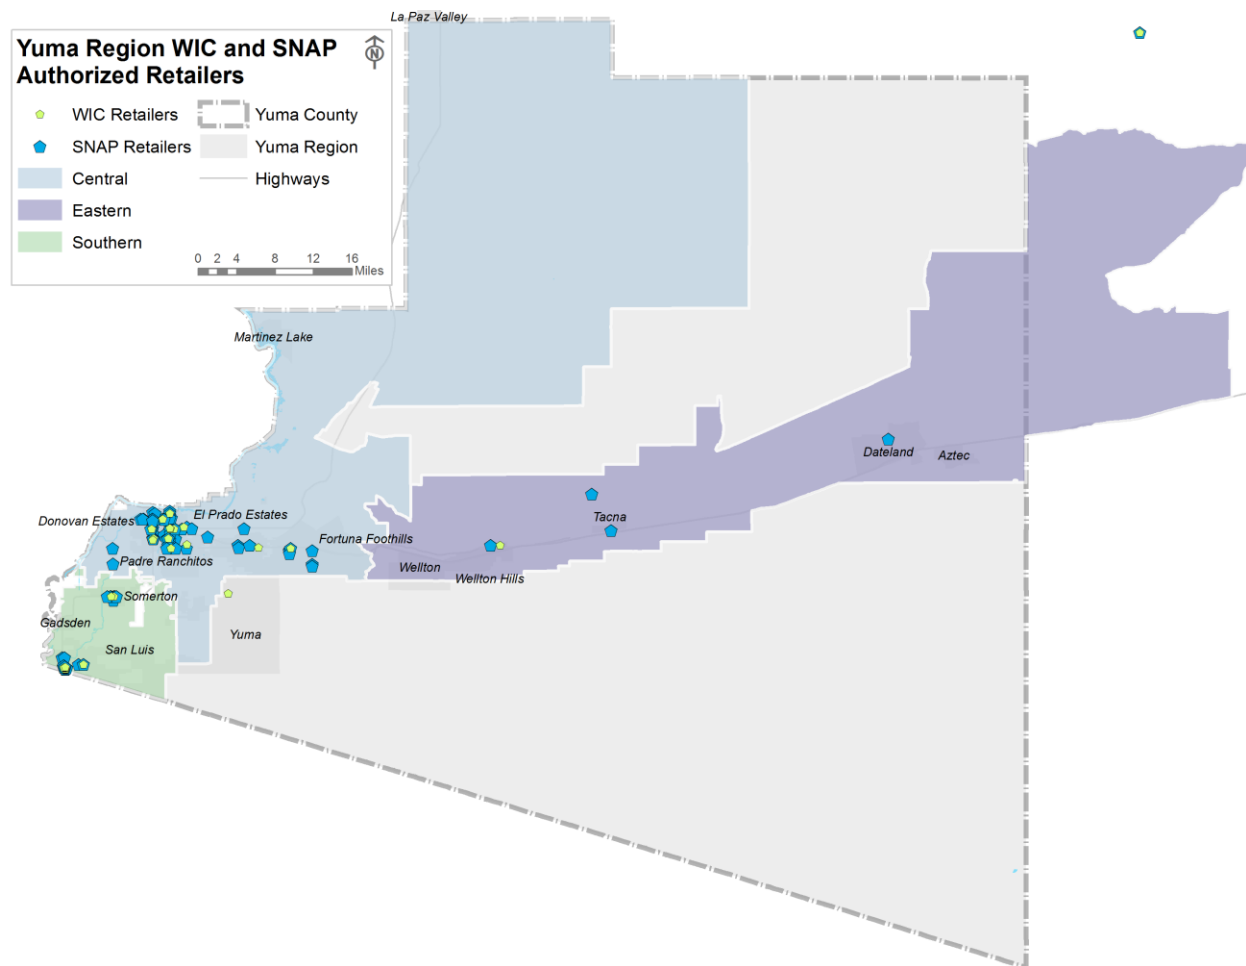 La Paz Valley
Yuma Region WIC and SNAP
Authorized Retailers
N
WIC Retailers
Yuma County
SNAP Retailers
Yuma Region
Central
Highways
Eastern
Southern
0 2 4 8 12 16
Miles
Martinez Lake
Dateland
Aztec
Donovan Estates
El Prado Estates
Tacna
Fortuna Foothills
Padre Ranchitos
Wellton
Wellton Hills
Somerton
Gadsden
Yuma
San Luis